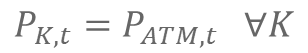 P_{K,t} = P_{ATM,t} ∀K